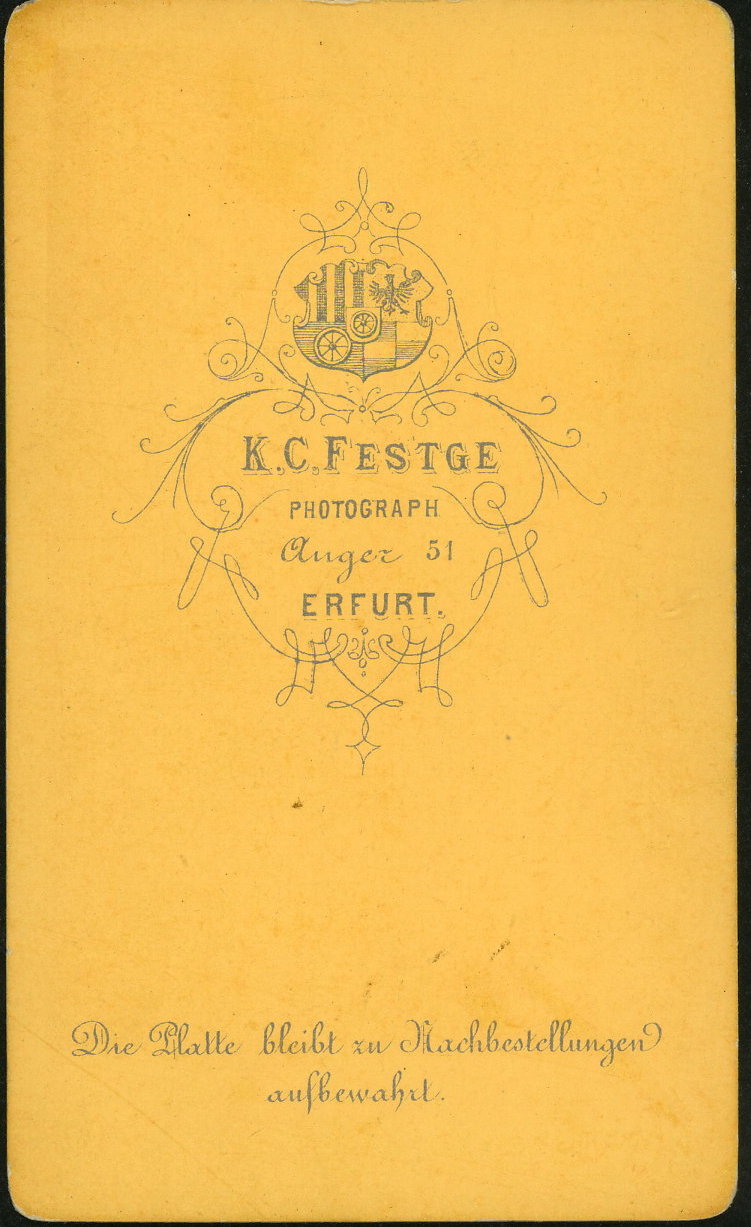 K. C. FESTGE
PHOTOGRAPH
Anger 51
ERFURT.
Die Platte bleibt zu Nachbestellungen
aufbewahrt.